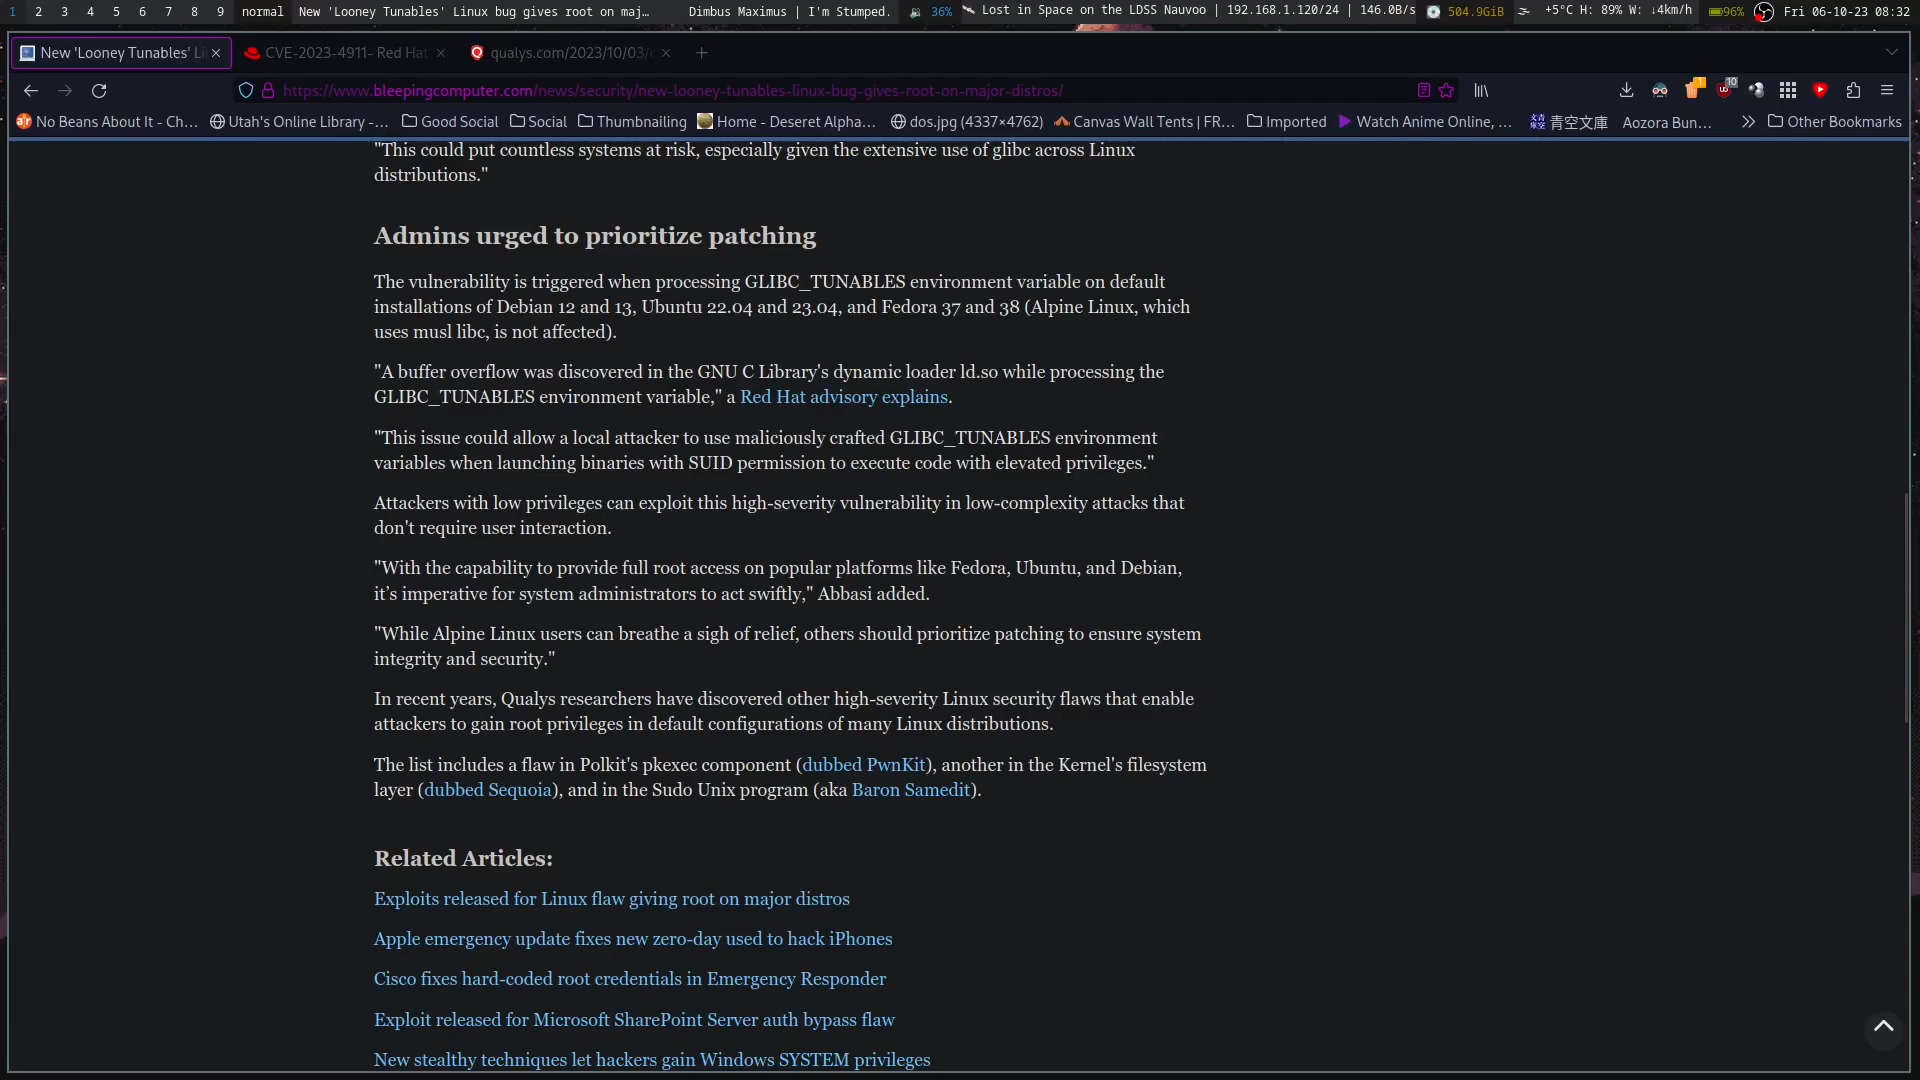 1 2 3 4 5 6 7 8 9 normal New 'Looney Tunables' Linux bug gives root on maj… Dimbus Maximus | I'm Stumped. 36% Lost in Space on the LDSS Nauvoo | 192.168.1.120/24 | 146.0B/s 504.9GiB +5°C H: 89% W: ↓4km/h 96% Fri 06-10-23 08:32
New 'Looney Tunables' Li
CVE-2023-4911- Red Hat
qualys.com/2023/10/03/
https://www.bleepingcomputer.com/news/security/new-looney-tunables-linux-bug-gives-root-on-major-distros/
1 10
No Beans About It - Ch… Utah's Online Library -… Good Social Social Thumbnailing Home - Deseret Alpha… dos.jpg (4337×4762) Canvas Wall Tents | FR… Imported Watch Anime Online, … 青空文庫 Aozora Bun… Other Bookmarks
"This could put countless systems at risk, especially given the extensive use of glibc across Linux
distributions."
Admins urged to prioritize patching
The vulnerability is triggered when processing GLIBC_TUNABLES environment variable on default
installations of Debian 12 and 13, Ubuntu 22.04 and 23.04, and Fedora 37 and 38 (Alpine Linux, which
uses musl libc, is not affected).
"A buffer overflow was discovered in the GNU C Library's dynamic loader ld.so while processing the
GLIBC_TUNABLES environment variable," a Red Hat advisory explains.
"This issue could allow a local attacker to use maliciously crafted GLIBC_TUNABLES environment
variables when launching binaries with SUID permission to execute code with elevated privileges."
Attackers with low privileges can exploit this high-severity vulnerability in low-complexity attacks that
don't require user interaction.
"With the capability to provide full root access on popular platforms like Fedora, Ubuntu, and Debian,
it’s imperative for system administrators to act swiftly," Abbasi added.
"While Alpine Linux users can breathe a sigh of relief, others should prioritize patching to ensure system
integrity and security."
In recent years, Qualys researchers have discovered other high-severity Linux security flaws that enable
attackers to gain root privileges in default configurations of many Linux distributions.
The list includes a flaw in Polkit's pkexec component (dubbed PwnKit), another in the Kernel's filesystem
layer (dubbed Sequoia), and in the Sudo Unix program (aka Baron Samedit).
Related Articles:
Exploits released for Linux flaw giving root on major distros
Apple emergency update fixes new zero-day used to hack iPhones
Cisco fixes hard-coded root credentials in Emergency Responder
Exploit released for Microsoft SharePoint Server auth bypass flaw
New stealthy techniques let hackers gain Windows SYSTEM privileges